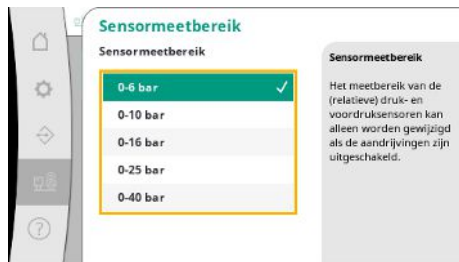 Sensormeetbereik
Sensormeetbereik
0-6 bar
0-10 bar
0-16 bar
0-25 bar
0-40 bar
Sensormeetbereik
Het meetbereik van de
(relatieve) druk- en
voordruksensoren kan
alleen worden gewijzigd
als de aandrijvingen zijn
uitgeschakeld.